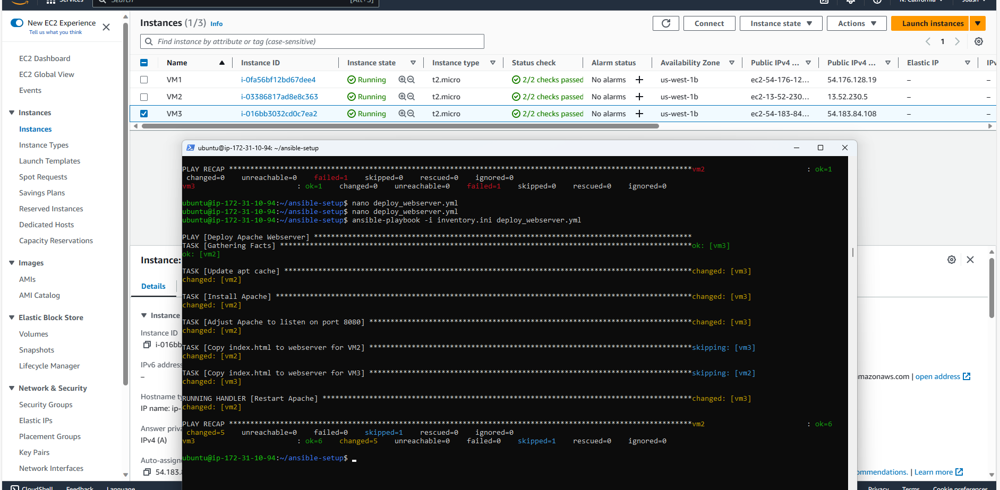 Services
Search
[Alt+S]
N. California
Joash
New EC2 Experience
Tell us what you think
EC2 Dashboard
EC2 Global View
Events
Instances
Instances
Instance Types
Launch Templates
Spot Requests
Savings Plans
Reserved Instances
Dedicated Hosts
Capacity Reservations
Images
AMIs
AMI Catalog
Elastic Block Store
Volumes
Snapshots
Lifecycle Manager
Network & Security
Security Groups
Elastic IPs
Placement Groups
Key Pairs
Network Interfaces
Instances (1/3) Info
Connect
Instance state
Actions
Launch instances
Find instance by attribute or tag (case-sensitive)
1
Name Instance ID Instance state Instance type Status check Alarm status Availability Zone Public IPv4 ... Public IPv4 ... Elastic IP IPv
VM1 i-0fa56bf12bd67dee4 Running t2.micro 2/2 checks passed No alarms + us-west-1b ec2-54-176-12... 54.176.128.19 – –
VM2 i-03386817ad8e8c363 Running t2.micro 2/2 checks passed No alarms + us-west-1b ec2-13-52-230... 13.52.230.5 – –
VM3 i-016bb3032cd0c7ea2 Running t2.micro 2/2 checks passed No alarms + us-west-1b ec2-54-183-84... 54.183.84.108 – –
ubuntu@ip-172-31-10-94: ~/ansible-setup
PLAY RECAP *************************************************************************************************************vm2 : ok=1
changed=0 unreachable=0 failed=1 skipped=0 rescued=0 ignored=0
vm3 : ok=1 changed=0 unreachable=0 failed=1 skipped=0 rescued=0 ignored=0
ubuntu@ip-172-31-10-94:~/ansible-setup$ nano deploy_webserver.yml
ubuntu@ip-172-31-10-94:~/ansible-setup$ nano deploy_webserver.yml
ubuntu@ip-172-31-10-94:~/ansible-setup$ ansible-playbook -i inventory.ini deploy_webserver.yml
PLAY [Deploy Apache Webserver] *****************************************************************************************
TASK [Gathering Facts] *************************************************************************************************ok: [vm3]
ok: [vm2]
TASK [Update apt cache] ************************************************************************************************changed: [vm3]
changed: [vm2]
TASK [Install Apache] **************************************************************************************************changed: [vm3]
changed: [vm2]
TASK [Adjust Apache to listen on port 8080] ****************************************************************************changed: [vm3]
changed: [vm2]
TASK [Copy index.html to webserver for VM2] ****************************************************************************skipping: [vm3]
changed: [vm2]
TASK [Copy index.html to webserver for VM3] ****************************************************************************skipping: [vm2]
changed: [vm3]
RUNNING HANDLER [Restart Apache] ***************************************************************************************changed: [vm3]
changed: [vm2]
PLAY RECAP *************************************************************************************************************vm2 : ok=6
changed=5 unreachable=0 failed=0 skipped=1 rescued=0 ignored=0
vm3 : ok=6 changed=5 unreachable=0 failed=0 skipped=1 rescued=0 ignored=0
ubuntu@ip-172-31-10-94:~/ansible-setup$
Instance:
Details
Instance
Instance ID
i-016bb
IPv6 address
–
Hostname ty
IP name: ip-
Answer priva
IPv4 (A)
Auto-assign
54.183.
mazonaws.com | open address
ommendations. | Learn more
CloudShell Feedback Language
Privacy Terms Cookie preferences